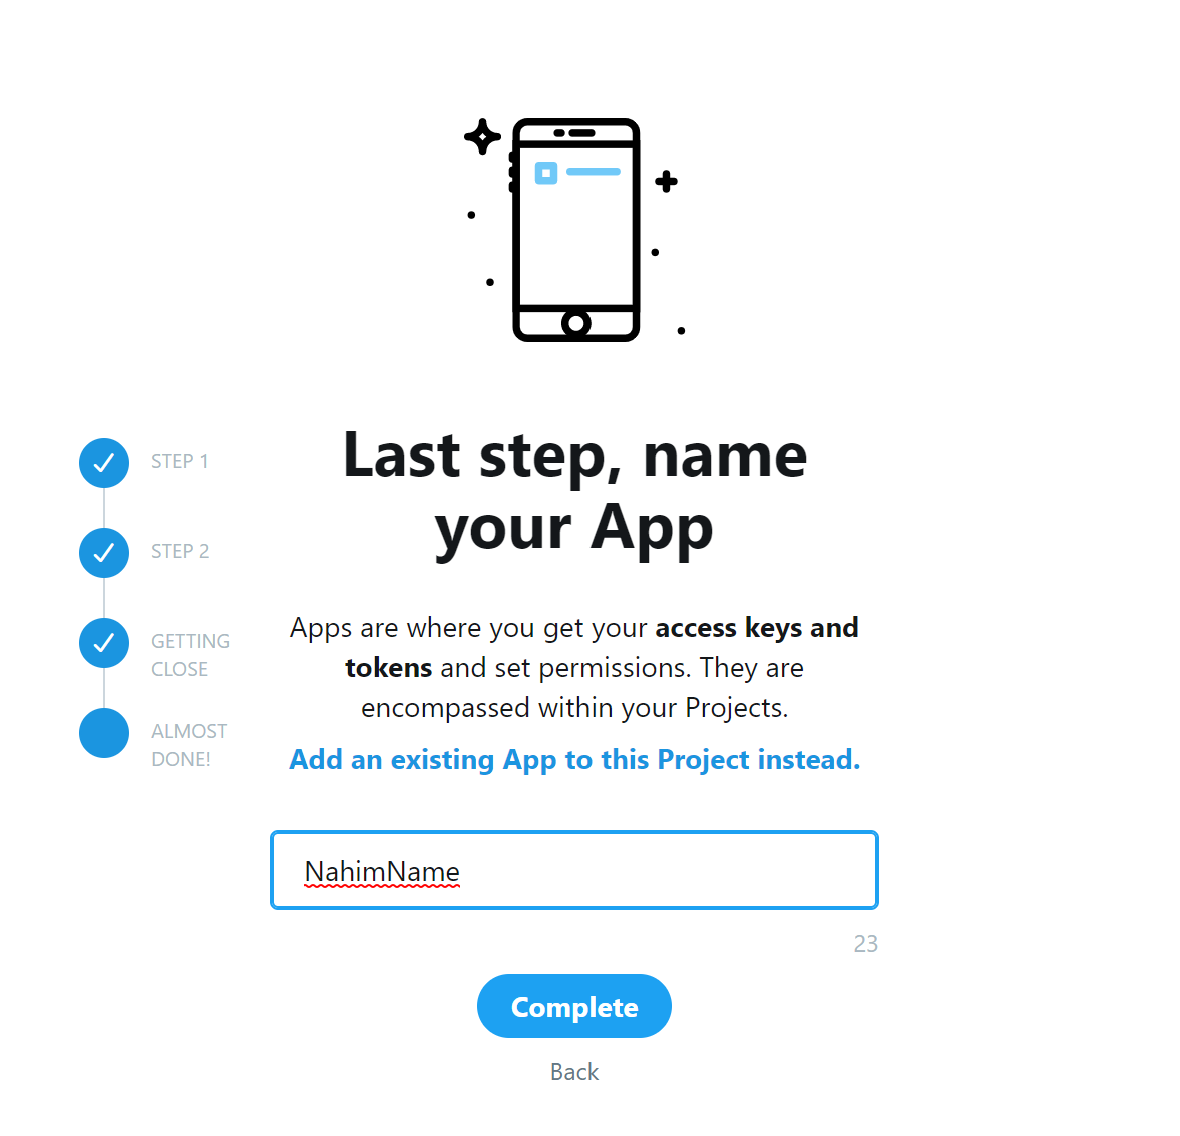 Last step, name
your App
STEP 1
STEP 2
GETTING
CLOSE
ALMOST
DONE!
Apps are where you get your access keys and
tokens and set permissions. They are
encompassed within your Projects.
Add an existing App to this Project instead.
NahimName
23
Complete
Back